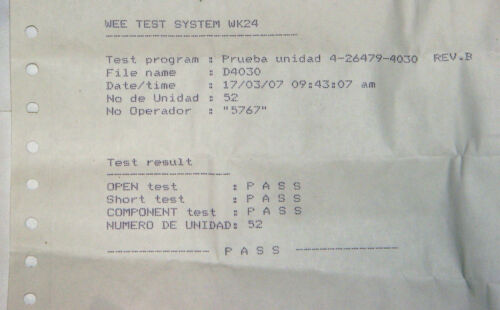 WEE TEST SYSTEM WK24
Test program : Prueba unidad 4-26479-4030 REV.B
File name : D4030
Date/time : 17/03/07 09:43:07 am
No de Unidad : 52
No Operador : "5767"
Test result
OPEN test : P A S S
Short test : P A S S
COMPONENT test : P A S S
NUMERO DE UNIDAD: 52
P A S S